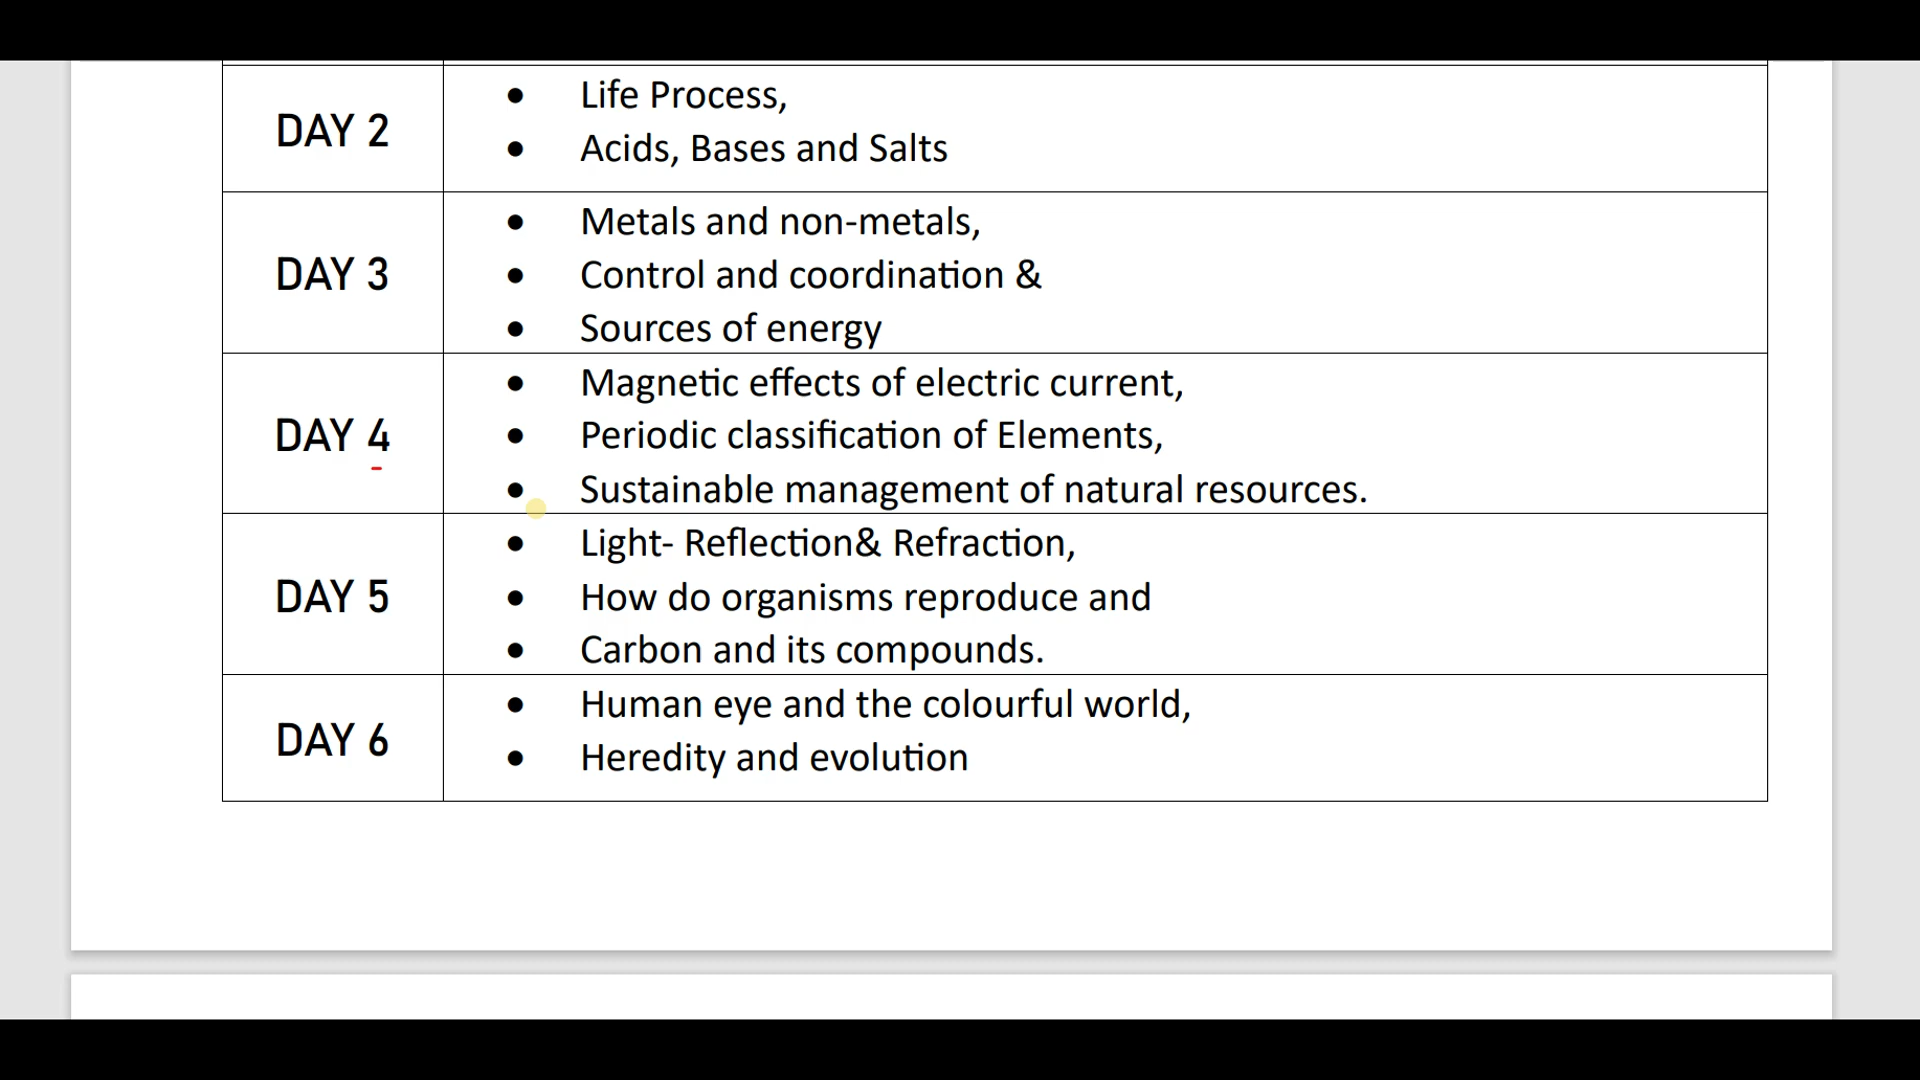 DAY 2
• Life Process,
• Acids, Bases and Salts
DAY 3
• Metals and non-metals,
• Control and coordination &
• Sources of energy
DAY 4
• Magnetic effects of electric current,
• Periodic classification of Elements,
• Sustainable management of natural resources.
DAY 5
• Light- Reflection& Refraction,
• How do organisms reproduce and
• Carbon and its compounds.
DAY 6
• Human eye and the colourful world,
• Heredity and evolution